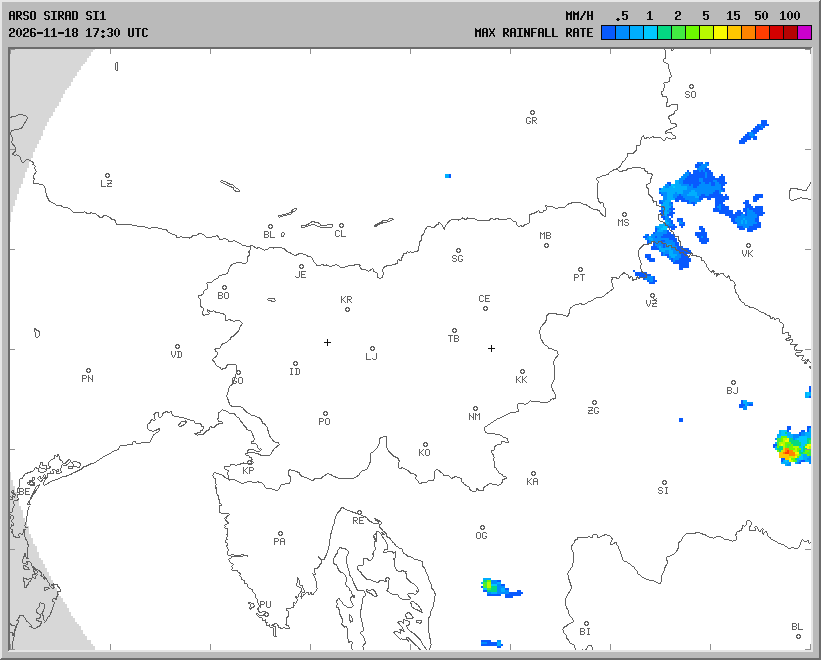 ARSO SIRAD SI1
MM/H .5 1 2 5 15 50 100
2026-11-18 17:30 UTC
MAX RAINFALL RATE
SO
GR
LZ
MS
BL
CL
MB
VK
SG
JE
PT
BO
KR
CE
VZ
TB
VD
LJ
ID
PN
GO
KK
BJ
ZG
NM
PO
KO
KP
KA
BE
SI
RE
OG
PA
PU
BI
BL